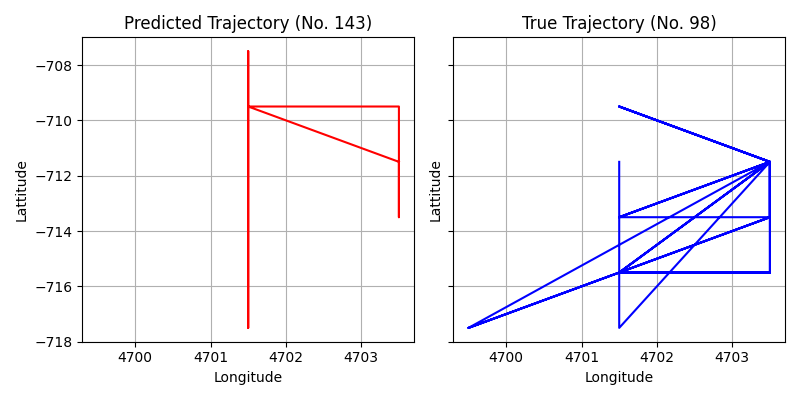 Predicted Trajectory (No. 143)
True Trajectory (No. 98)
−708
−710
−712
−714
−716
−718
Lattitude
Lattitude
4700
4701
4702
4703
4700
4701
4702
4703
Longitude
Longitude